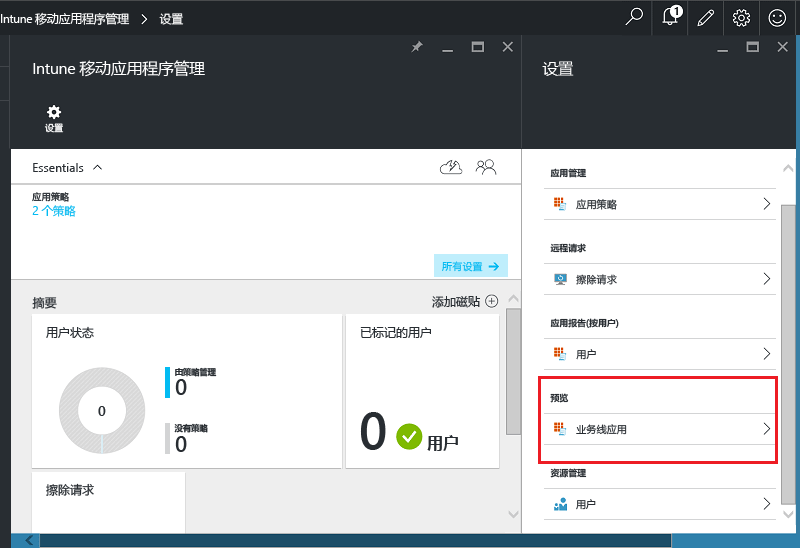 Intune 移动应用程序管理 > 设置
1
Intune 移动应用程序管理
设置
Essentials
应用策略
2 个策略
所有设置 →
摘要
添加磁贴
用户状态
0
由策略管理
0
没有策略
0
已标记的用户
0 用户
擦除请求
设置
应用管理
应用策略
远程请求
擦除请求
应用报告(按用户)
用户
预览
业务线应用
资源管理
用户